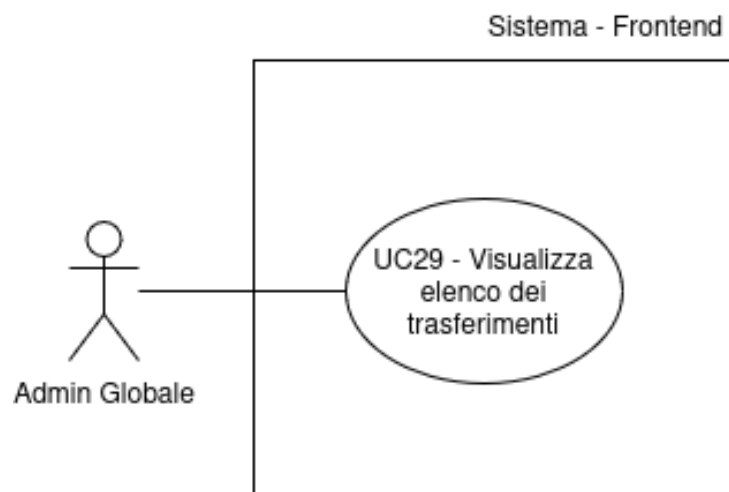 Sistema - Frontend
UC29 - Visualizza
elenco dei
trasferimenti
Admin Globale